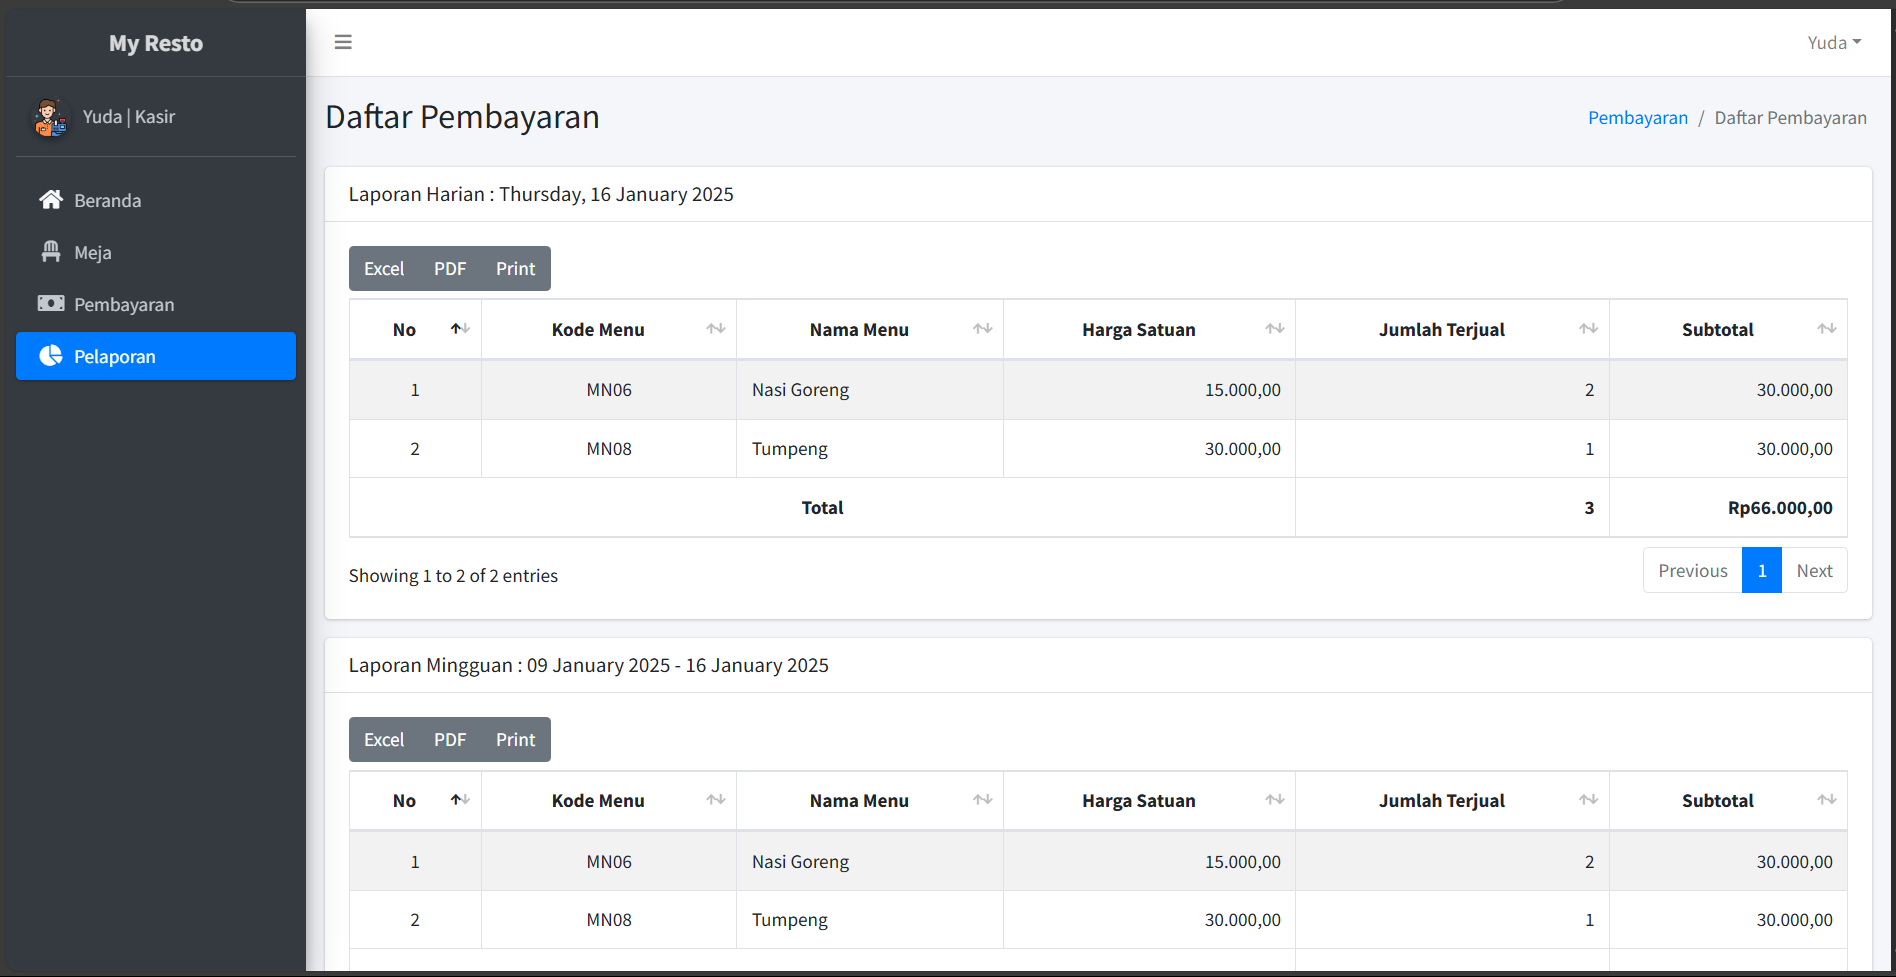 My Resto
Yuda
Yuda | Kasir
Beranda
Meja
Pembayaran
Pelaporan
Daftar Pembayaran
Pembayaran / Daftar Pembayaran
Laporan Harian : Thursday, 16 January 2025
Excel PDF Print
No Kode Menu Nama Menu Harga Satuan Jumlah Terjual Subtotal
1 MN06 Nasi Goreng 15.000,00 2 30.000,00
2 MN08 Tumpeng 30.000,00 1 30.000,00
Total 3 Rp66.000,00
Showing 1 to 2 of 2 entries
Previous 1 Next
Laporan Mingguan : 09 January 2025 - 16 January 2025
Excel PDF Print
No Kode Menu Nama Menu Harga Satuan Jumlah Terjual Subtotal
1 MN06 Nasi Goreng 15.000,00 2 30.000,00
2 MN08 Tumpeng 30.000,00 1 30.000,00